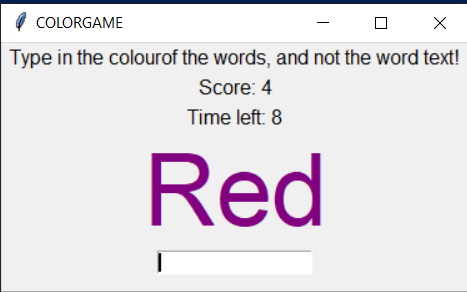 COLORGAME
Type in the colourof the words, and not the word text!
Score: 4
Time left: 8
Red